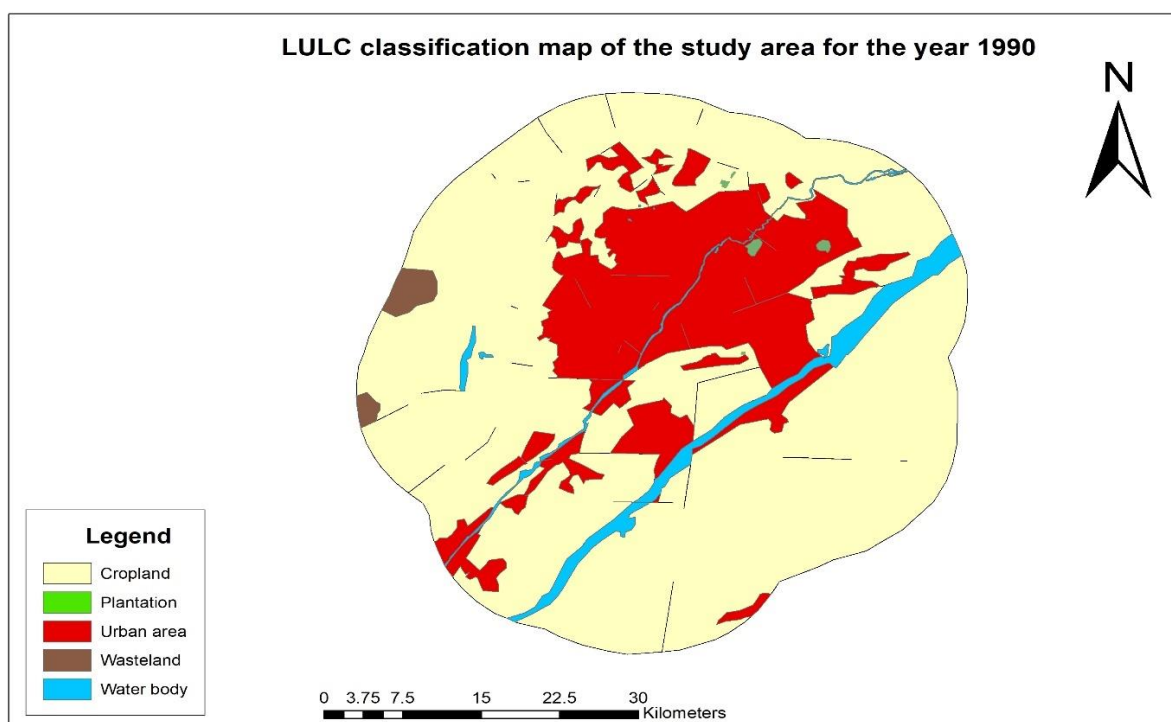 LULC classification map of the study area for the year 1990
N
Legend
Cropland
Plantation
Urban area
Wasteland
Water body
0 3.75 7.5 15 22.5 30
Kilometers